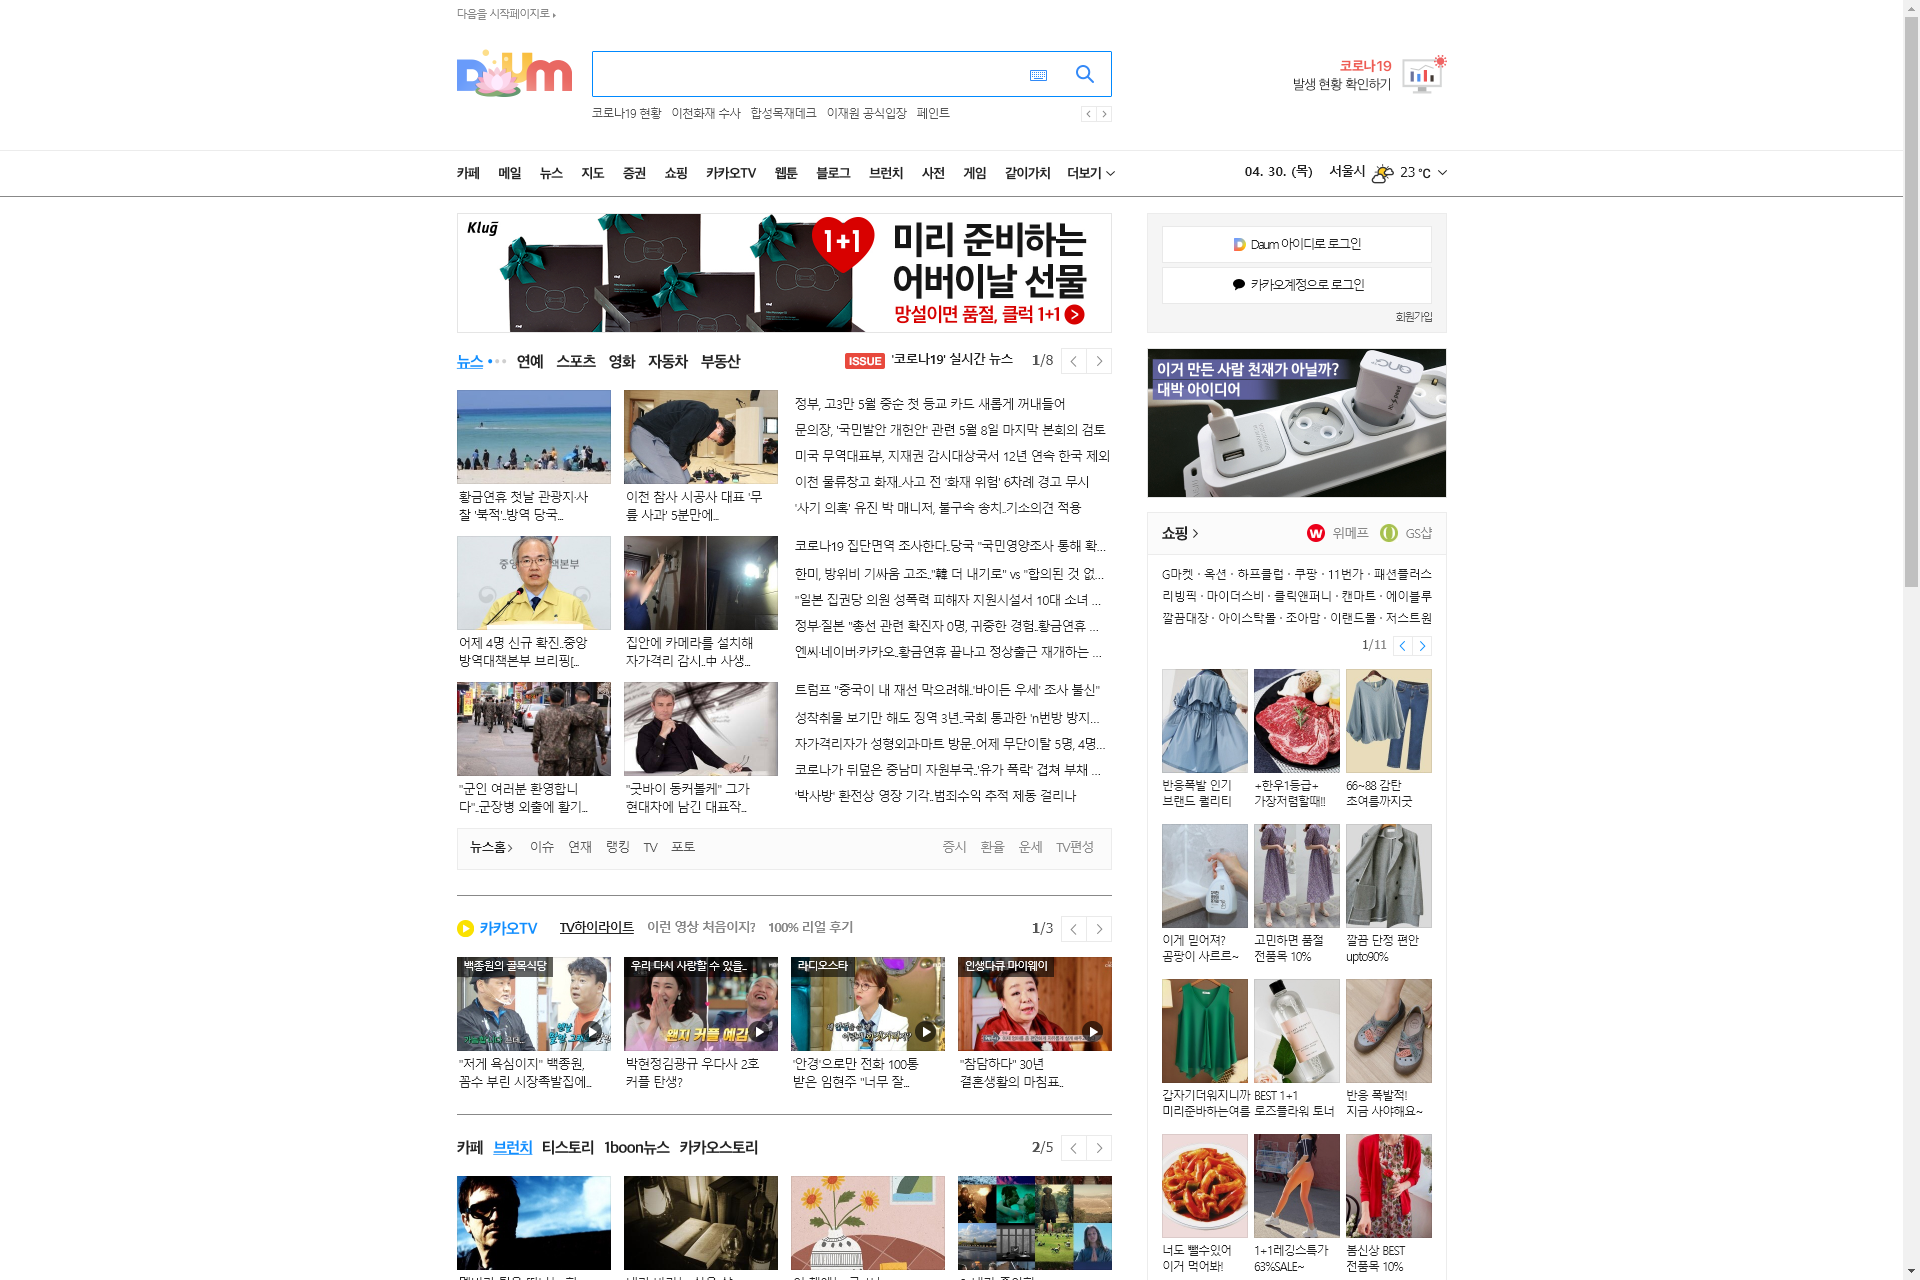 다음을 시작페이지로
Daum
코로나19
발생 현황 확인하기
코로나19 현황 이천화재 수사 합성목재데크 이재원 공식입장 페인트
카페 메일 뉴스 지도 증권 쇼핑 카카오TV 웹툰 블로그 브런치 사전 게임 같이가치 더보기
04. 30. (목) 서울시 23 ℃
Klug
1+1
미리 준비하는
어버이날 선물
망설이면 품절, 클릭 1+1
Daum 아이디로 로그인
카카오계정으로 로그인
회원가입
뉴스 연예 스포츠 영화 자동차 부동산
ISSUE '코로나19' 실시간 뉴스 1/8
황금연휴 첫날 관광지·사
찰 '북적'..방역 당국...
이천 참사 시공사 대표 '무
릎 사과' 5분만에...
어제 4명 신규 확진..중앙
방역대책본부 브리핑[...
집안에 카메라를 설치해
자가격리 감시..中 사생...
"군인 여러분 환영합니
다"..군장병 외출에 활기...
"굿바이 동커볼케" 그가
현대차에 남긴 대표작...
정부, 고3만 5월 중순 첫 등교 카드 새롭게 꺼내들어
문의장, '국민발안 개헌안' 관련 5월 8일 마지막 본회의 검토
미국 무역대표부, 지재권 감시대상국서 12년 연속 한국 제외
이천 물류창고 화재..사고 전 '화재 위험' 6차례 경고 무시
'사기 의혹' 유진 박 매니저, 불구속 송치..기소의견 적용
코로나19 집단면역 조사한다..당국 "국민영양조사 통해 확...
한미, 방위비 기싸움 고조.."韓 더 내기로" vs "합의된 것 없...
"일본 집권당 의원 성폭력 피해자 지원시설서 10대 소녀 ...
정부·질본 "총선 관련 확진자 0명, 귀중한 경험..황금연휴 ...
엔씨·네이버·카카오..황금연휴 끝나고 정상출근 재개하는 ...
트럼프 "중국이 내 재선 막으려해..'바이든 우세' 조사 불신"
성착취물 보기만 해도 징역 3년..국회 통과한 'n번방 방지...
자가격리자가 성형외과·마트 방문..어제 무단이탈 5명, 4명...
코로나가 뒤덮은 중남미 자원부국..'유가 폭락' 겹쳐 부채 ...
'박사방' 환전상 영장 기각..범죄수익 추적 제동 걸리나
뉴스홈 이슈 연재 랭킹 TV 포토 증시 환율 운세 TV편성
이거 만든 사람 천재가 아닐까?
대박 아이디어
쇼핑 위메프 GS샵
G마켓 · 옥션 · 하프클럽 · 쿠팡 · 11번가 · 패션플러스
리빙픽 · 마이더스비 · 클릭앤퍼니 · 캔마트 · 에이블루
깔끔대장 · 아이스탁몰 · 조아맘 · 이랜드몰 · 저스트원
1/11
반응폭발 인기
브랜드 퀄리티
+한우1등급+
가장저렴할때!!
66~88 감탄
초여름까지굿
이게 믿어져?
곰팡이 사르르~
고민하면 품절
전품목 10%
깔끔 단정 편안
upto90%
갑자기더워지니까
미리준비하는여름
BEST 1+1
로즈플라워 토너
반응 폭발적!
지금 사야해요~
너도 뺄수있어
이거 먹어봐!
1+1레깅스특가
63%SALE~
봄신상 BEST
전품목 10%
카카오TV TV하이라이트 이런 영상 처음이지? 100% 리얼 후기 1/3
백종원의 골목식당
우리 다시 사랑할 수 있을..
왠지 커플 예감
라디오스타
인생다큐 마이웨이
"저게 욕심이지" 백종원,
꼼수 부린 시장족발집에...
박현정김광규 우다사 2호
커플 탄생?
'안경'으로만 전화 100통
받은 임현주 "너무 잘...
"참담하다" 30년
결혼생활의 마침표..
카페 브런치 티스토리 1boon뉴스 카카오스토리 2/5